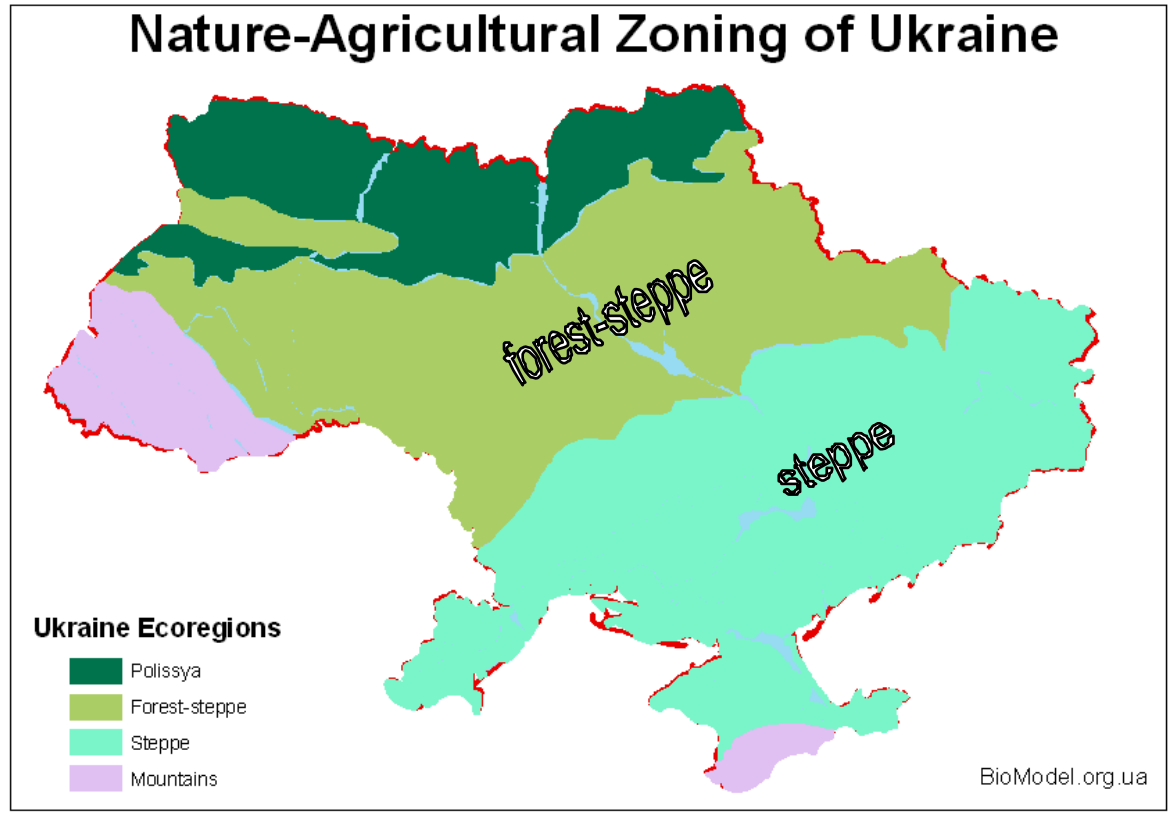 Nature-Agricultural Zoning of Ukraine
forest-steppe
steppe
Ukraine Ecoregions
Polissya
Forest-steppe
Steppe
Mountains
BioModel.org.ua